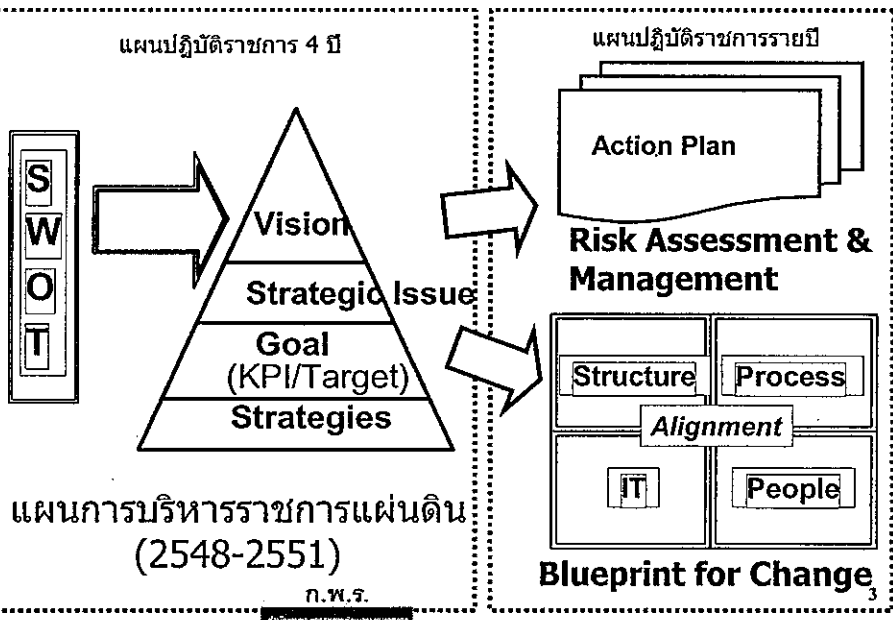 แผนปฏิบัติราชการ 4 ปี
S
W
O
T
Vision
Strategic Issue
Goal
(KPI/Target)
Strategies
แผนการบริหารราชการแผ่นดิน
(2548-2551)
ก.พ.ร.
แผนปฏิบัติราชการรายปี
Action Plan
Risk Assessment &
Management
Structure
Process
Alignment
IT
People
Blueprint for Change
3